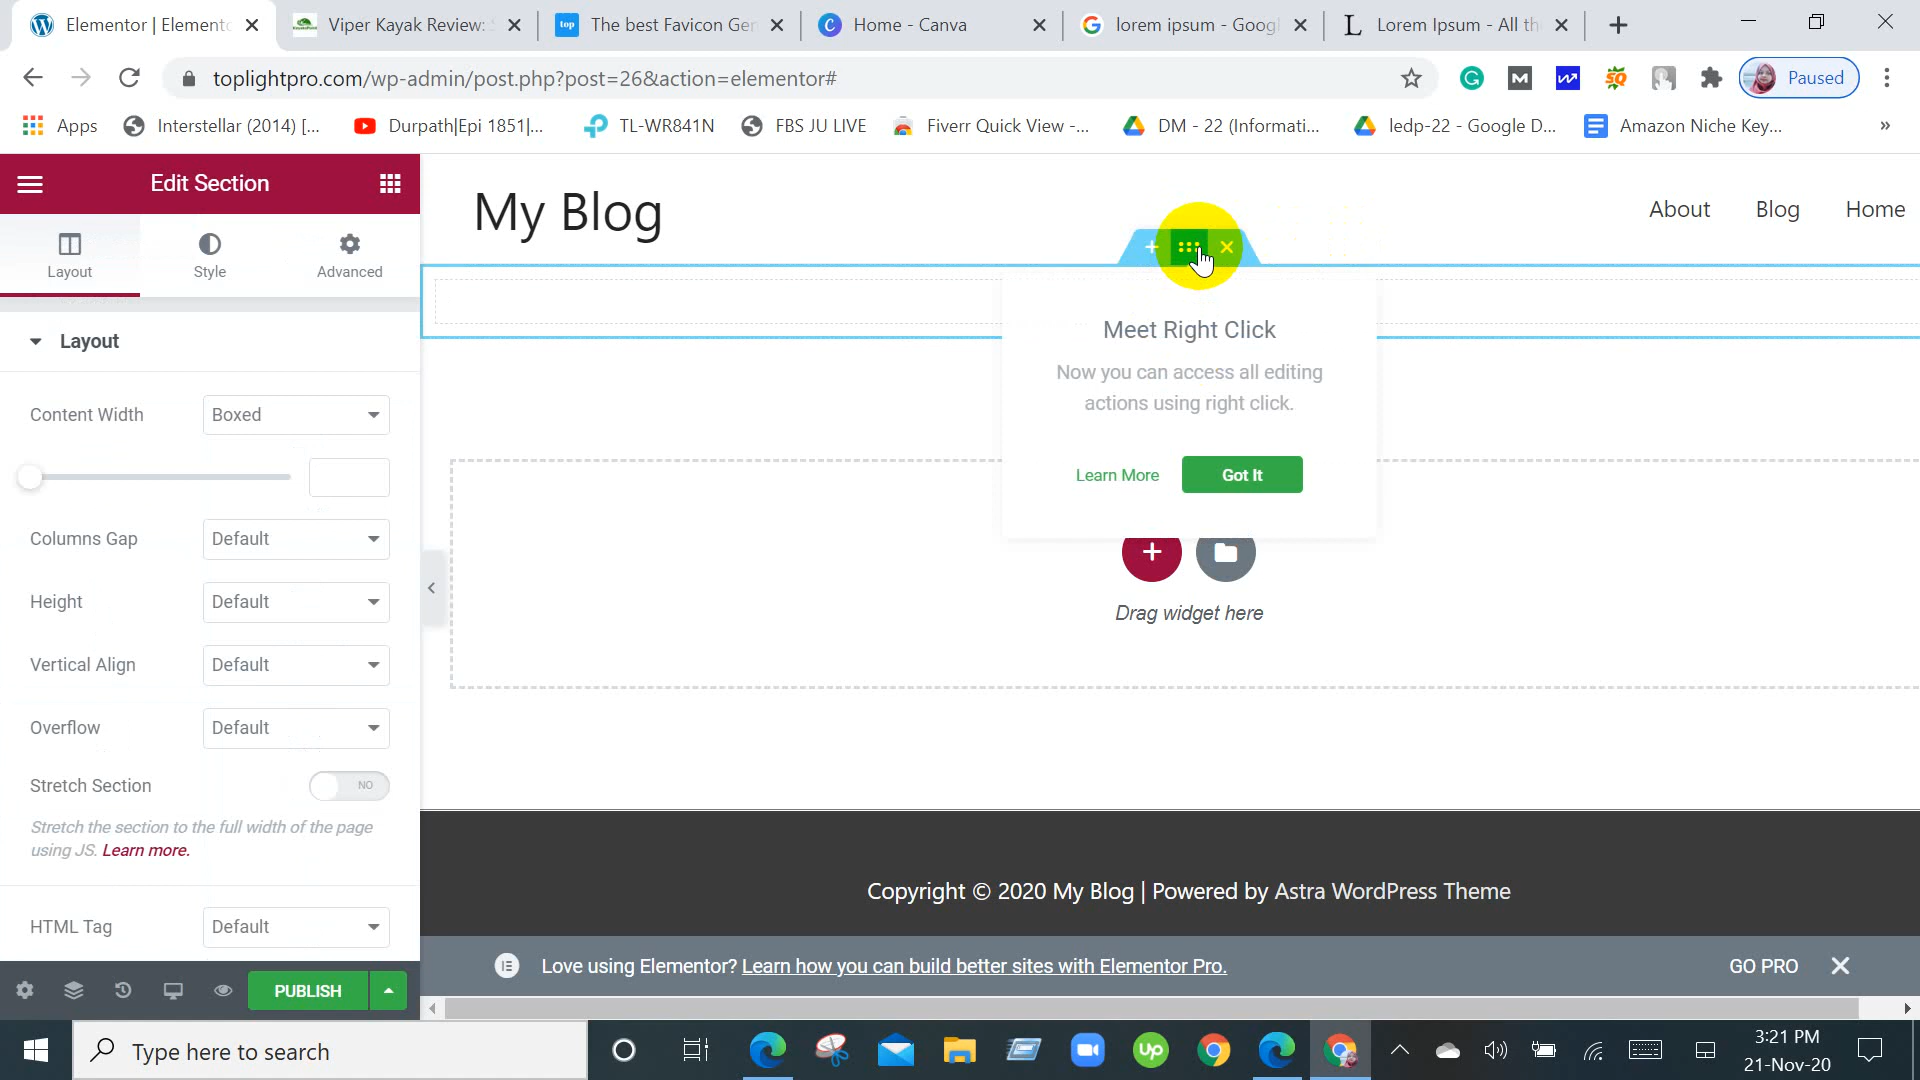 Elementor | Elemento
Viper Kayak Review:
The best Favicon Gen
Home - Canva
lorem ipsum - Googl
Lorem Ipsum - All th
toplightpro.com/wp-admin/post.php?post=26&action=elementor#
Paused
Apps
Interstellar (2014) [...
Durpath|Epi 1851|...
TL-WR841N
FBS JU LIVE
Fiverr Quick View -...
DM - 22 (Informati...
ledp-22 - Google D...
Amazon Niche Key...
»
Edit Section
Layout
Style
Advanced
Layout
Content Width
Boxed
Columns Gap
Default
Height
Default
Vertical Align
Default
Overflow
Default
Stretch Section
NO
Stretch the section to the full width of the page
using JS. Learn more.
HTML Tag
Default
PUBLISH
My Blog
About
Blog
Home
Meet Right Click
Now you can access all editing
actions using right click.
Learn More
Got It
Drag widget here
Copyright © 2020 My Blog | Powered by Astra WordPress Theme
Love using Elementor? Learn how you can build better sites with Elementor Pro.
GO PRO
Type here to search
3:21 PM
21-Nov-20